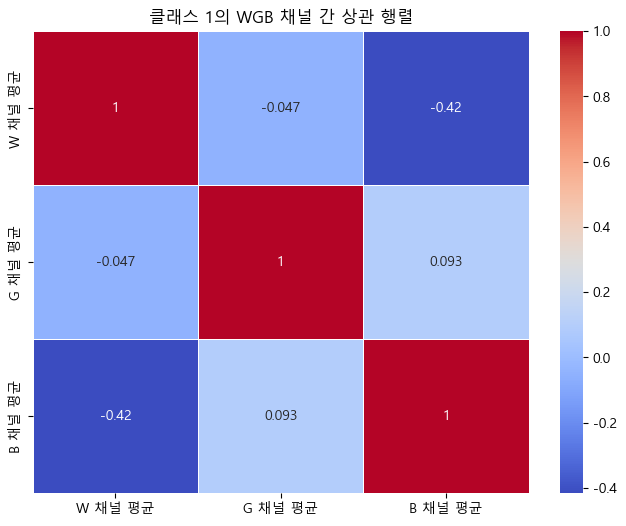 클래스 1의 WGB 채널 간 상관 행렬
W 채널 평균
1
-0.047
-0.42
G 채널 평균
-0.047
1
0.093
B 채널 평균
-0.42
0.093
1
W 채널 평균
G 채널 평균
B 채널 평균
1.0
0.8
0.6
0.4
0.2
0.0
-0.2
-0.4